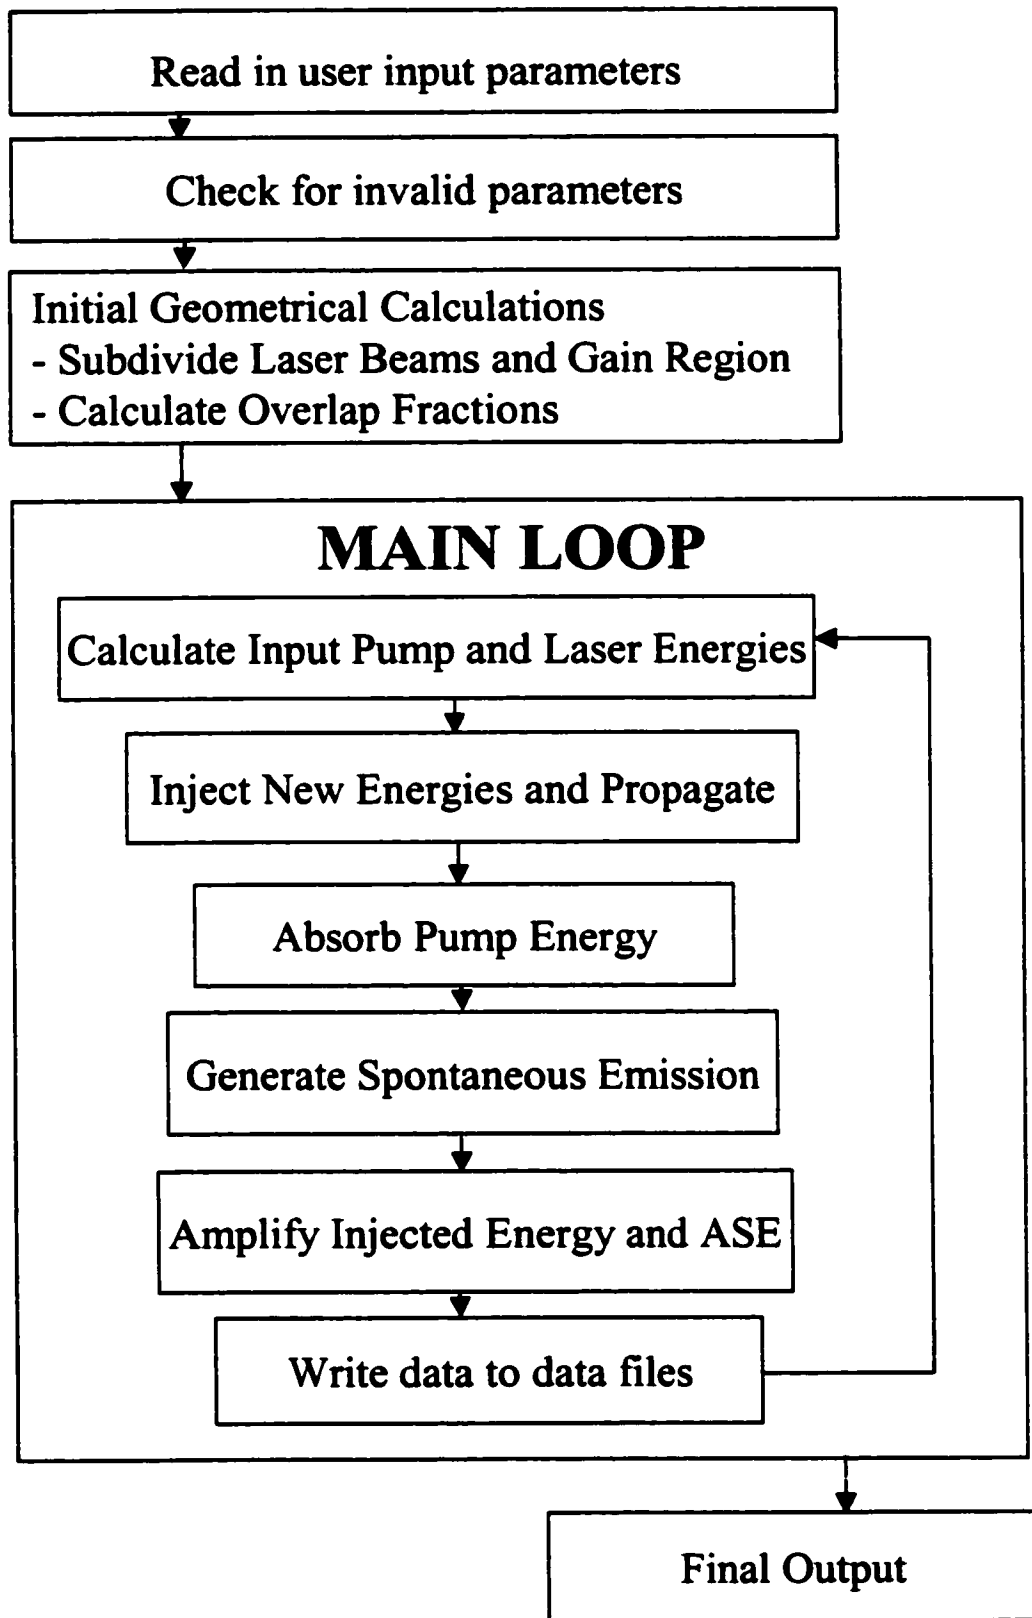 Read in user input parameters
Check for invalid parameters
Initial Geometrical Calculations
- Subdivide Laser Beams and Gain Region
- Calculate Overlap Fractions
MAIN LOOP
Calculate Input Pump and Laser Energies
Inject New Energies and Propagate
Absorb Pump Energy
Generate Spontaneous Emission
Amplify Injected Energy and ASE
Write data to data files
Final Output